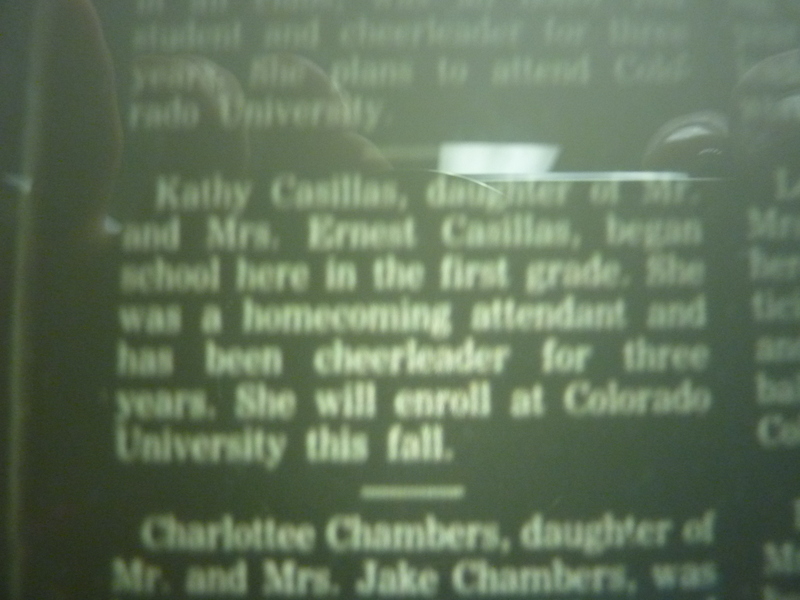 student and cheerleader for three
years. She plans to attend Colo-
rado University.
Kathy Casillas, daughter of Mr.
and Mrs. Ernest Casillas, began
school here in the first grade. She
was a homecoming attendant and
has been cheerleader for three
years. She will enroll at Colorado
University this fall.
Charlottee Chambers, daughter of
Mr. and Mrs. Jake Chambers, was